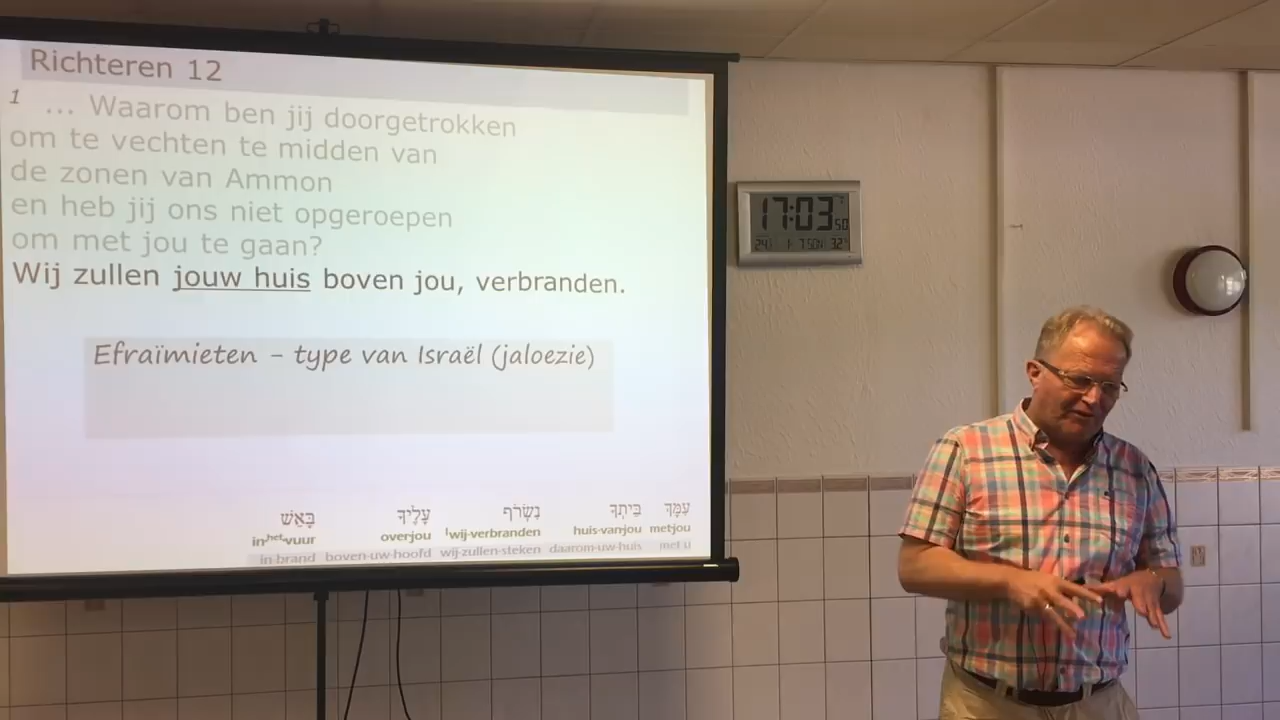 Richteren 12
1 ... Waarom ben jij doorgetrokken
om te vechten te midden van
de zonen van Ammon
en heb jij ons niet opgeroepen
om met jou te gaan?
Wij zullen jouw huis boven jou, verbranden.
Efraïmieten – type van Israël (jaloezie)
עִמָּךְ בֵּיתְךָ נִשְׂרֹף עָלֶיךָ בָּאֵשׁ
in het·vuur overjou wij·verbranden huis·van·jou metjou
in·brand boven·uw·hoofd wij·zullen·steken daarom·uw·huis met u
17:03 50